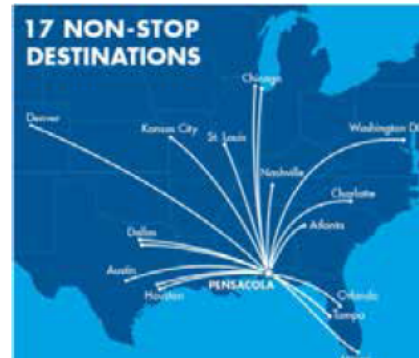 17 NON-STOP
DESTINATIONS
Chicago
Denver
Kansas City
St. Louis
Washington D
Nashville
Charlotte
Atlanta
Dallas
Austin
Houston
PENSACOLA
Orlando
Tampa